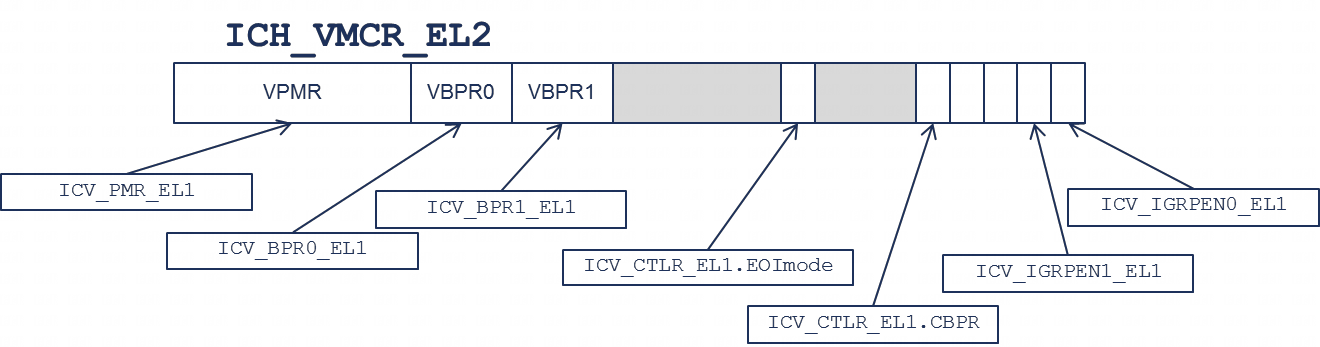 ICH_VMCR_EL2
VPMR
VBPR0
VBPR1
ICV_PMR_EL1
ICV_BPR0_EL1
ICV_BPR1_EL1
ICV_CTLR_EL1.EOImode
ICV_CTLR_EL1.CBPR
ICV_IGRPEN1_EL1
ICV_IGRPEN0_EL1